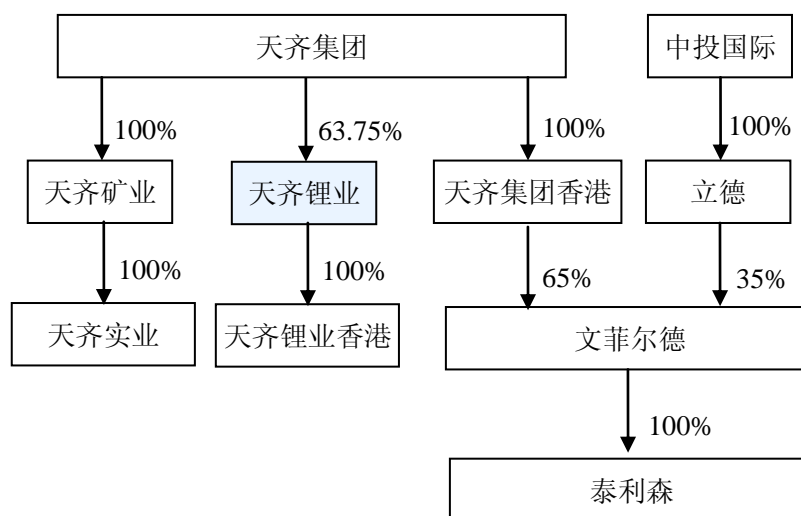 天齐集团
中投国际
100%
63.75%
100%
100%
天齐矿业
天齐锂业
天齐集团香港
立德
100%
100%
65%
35%
天齐实业
天齐锂业香港
文菲尔德
100%
泰利森